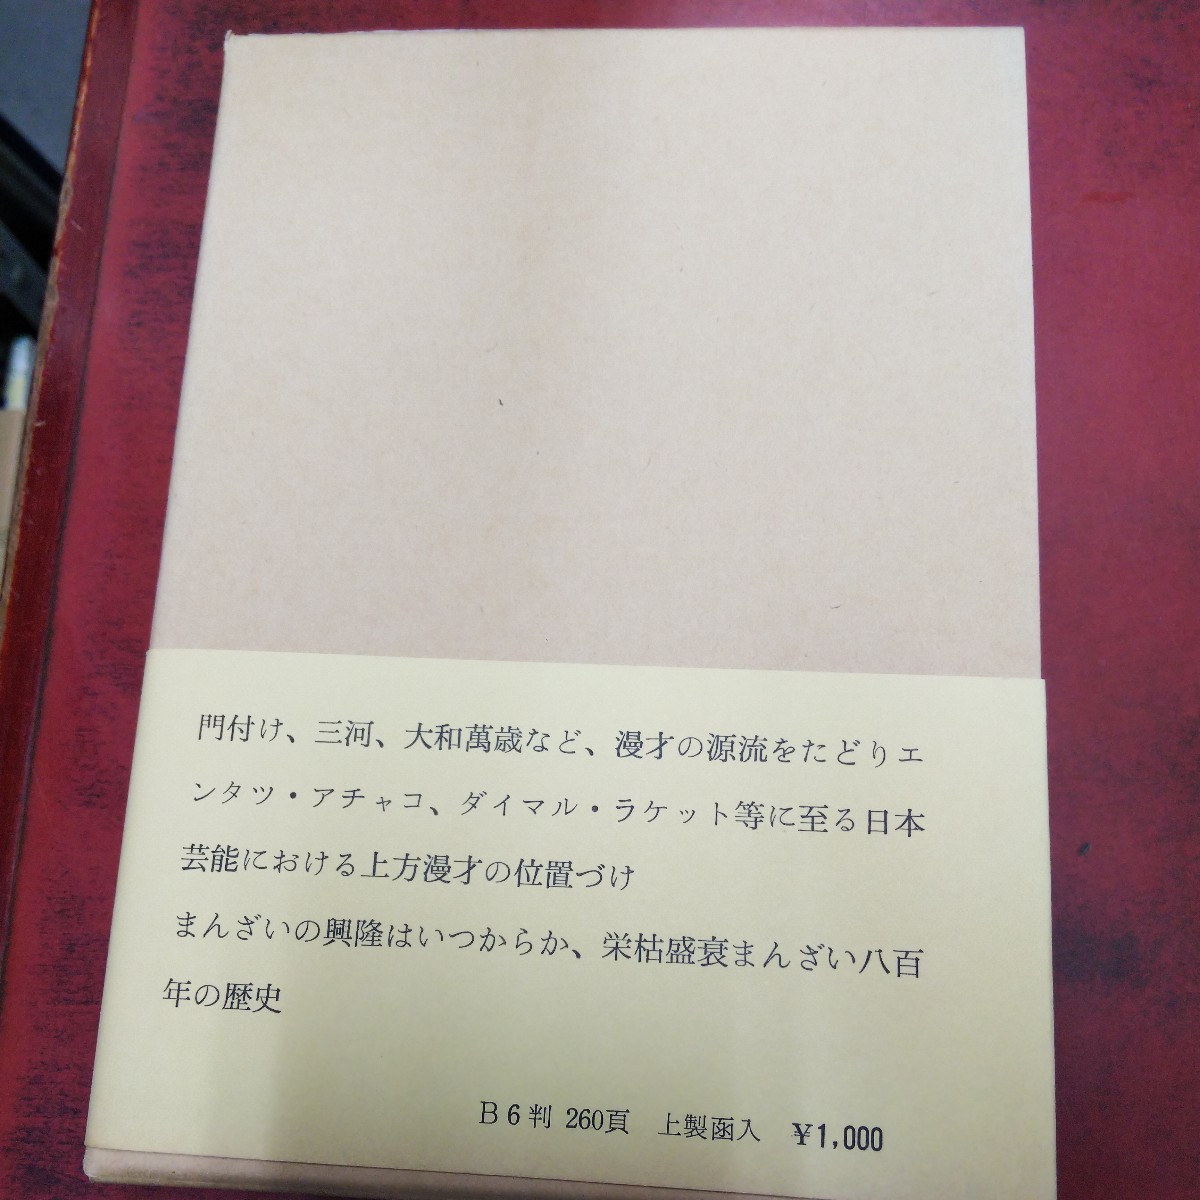 門付け、三河、大和萬歳など、漫才の源流をたどりエ
ンタツ・アチャコ、ダイマル・ラケット等に至る日本
芸能における上方漫才の位置づけ
まんざいの興隆はいつからか、栄枯盛衰まんざい八百
年の歴史
B6判 260頁 上製函入 ¥1,000